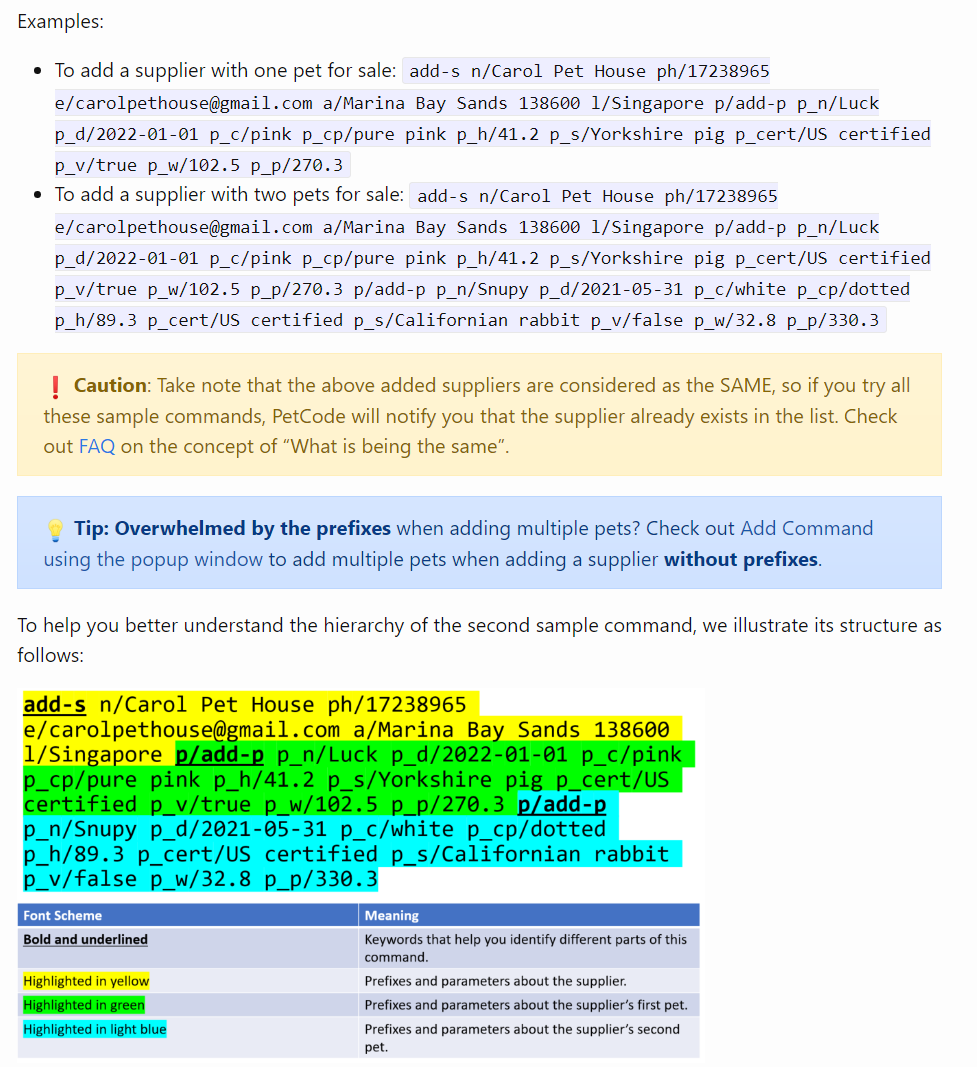 Examples:
• To add a supplier with one pet for sale: add-s n/Carol Pet House ph/17238965
e/carolpethouse@gmail.com a/Marina Bay Sands 138600 l/Singapore p/add-p p_n/Luck
p_d/2022-01-01 p_c/pink p_cp/pure pink p_h/41.2 p_s/Yorkshire pig p_cert/US certified
p_v/true p_w/102.5 p_p/270.3
• To add a supplier with two pets for sale: add-s n/Carol Pet House ph/17238965
e/carolpethouse@gmail.com a/Marina Bay Sands 138600 l/Singapore p/add-p p_n/Luck
p_d/2022-01-01 p_c/pink p_cp/pure pink p_h/41.2 p_s/Yorkshire pig p_cert/US certified
p_v/true p_w/102.5 p_p/270.3 p/add-p p_n/Snupy p_d/2021-05-31 p_c/white p_cp/dotted
p_h/89.3 p_cert/US certified p_s/Californian rabbit p_v/false p_w/32.8 p_p/330.3
❗ Caution: Take note that the above added suppliers are considered as the SAME, so if you try all
these sample commands, PetCode will notify you that the supplier already exists in the list. Check
out FAQ on the concept of “What is being the same”.
💡 Tip: Overwhelmed by the prefixes when adding multiple pets? Check out Add Command
using the popup window to add multiple pets when adding a supplier without prefixes.
To help you better understand the hierarchy of the second sample command, we illustrate its structure as
follows:
add-s n/Carol Pet House ph/17238965
e/carolpethouse@gmail.com a/Marina Bay Sands 138600
l/Singapore p/add-p p_n/Luck p_d/2022-01-01 p_c/pink
p_cp/pure pink p_h/41.2 p_s/Yorkshire pig p_cert/US
certified p_v/true p_w/102.5 p_p/270.3 p/add-p
p_n/Snupy p_d/2021-05-31 p_c/white p_cp/dotted
p_h/89.3 p_cert/US certified p_s/Californian rabbit
p_v/false p_w/32.8 p_p/330.3
Font Scheme Meaning
Bold and underlined Keywords that help you identify different parts of this
command.
Highlighted in yellow Prefixes and parameters about the supplier.
Highlighted in green Prefixes and parameters about the supplier’s first pet.
Highlighted in light blue Prefixes and parameters about the supplier’s second
pet.